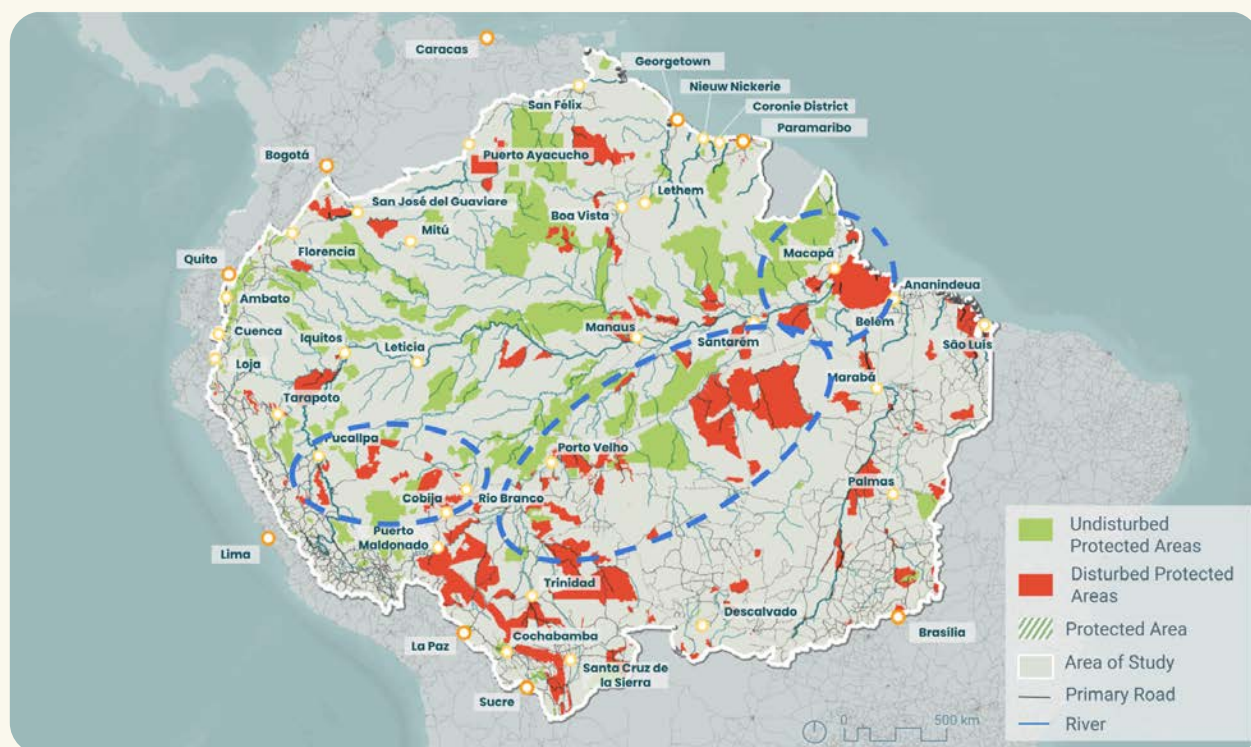 Caracas
Georgetown
Nieuw Nickerie
San Félix
Coronie District
Paramaribo
Bogotá
Puerto Ayacucho
Lethem
San José del Guaviare
Boa Vista
Mitú
Quito
Florencia
Macapá
Ambato
Ananindeua
Cuenca
Iquitos
Leticia
Manaus
Santarém
Belém
São Luís
Loja
Marabá
Tarapoto
Pucallpa
Porto Velho
Cobija
Rio Branco
Palmas
Lima
Puerto
Maldonado
Trinidad
Descalvado
La Paz
Cochabamba
Brasília
Santa Cruz de
la Sierra
Sucre
0
500 km
Undisturbed
Protected Areas
Disturbed Protected
Areas
Protected Area
Area of Study
Primary Road
River